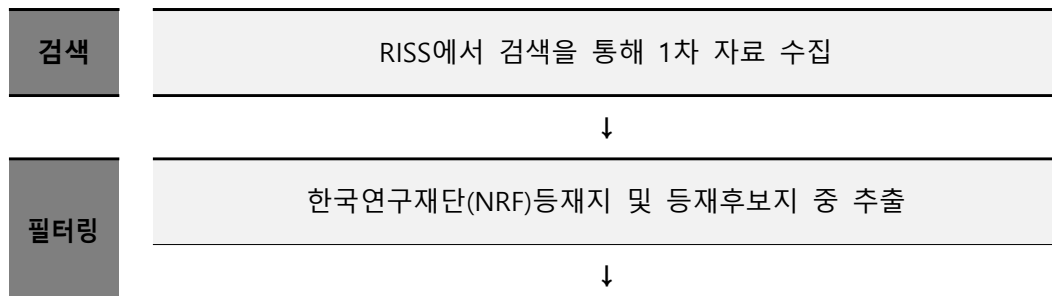 검색
RISS에서 검색을 통해 1차 자료 수집
↓
필터링
한국연구재단(NRF)등재지 및 등재후보지 중 추출
↓